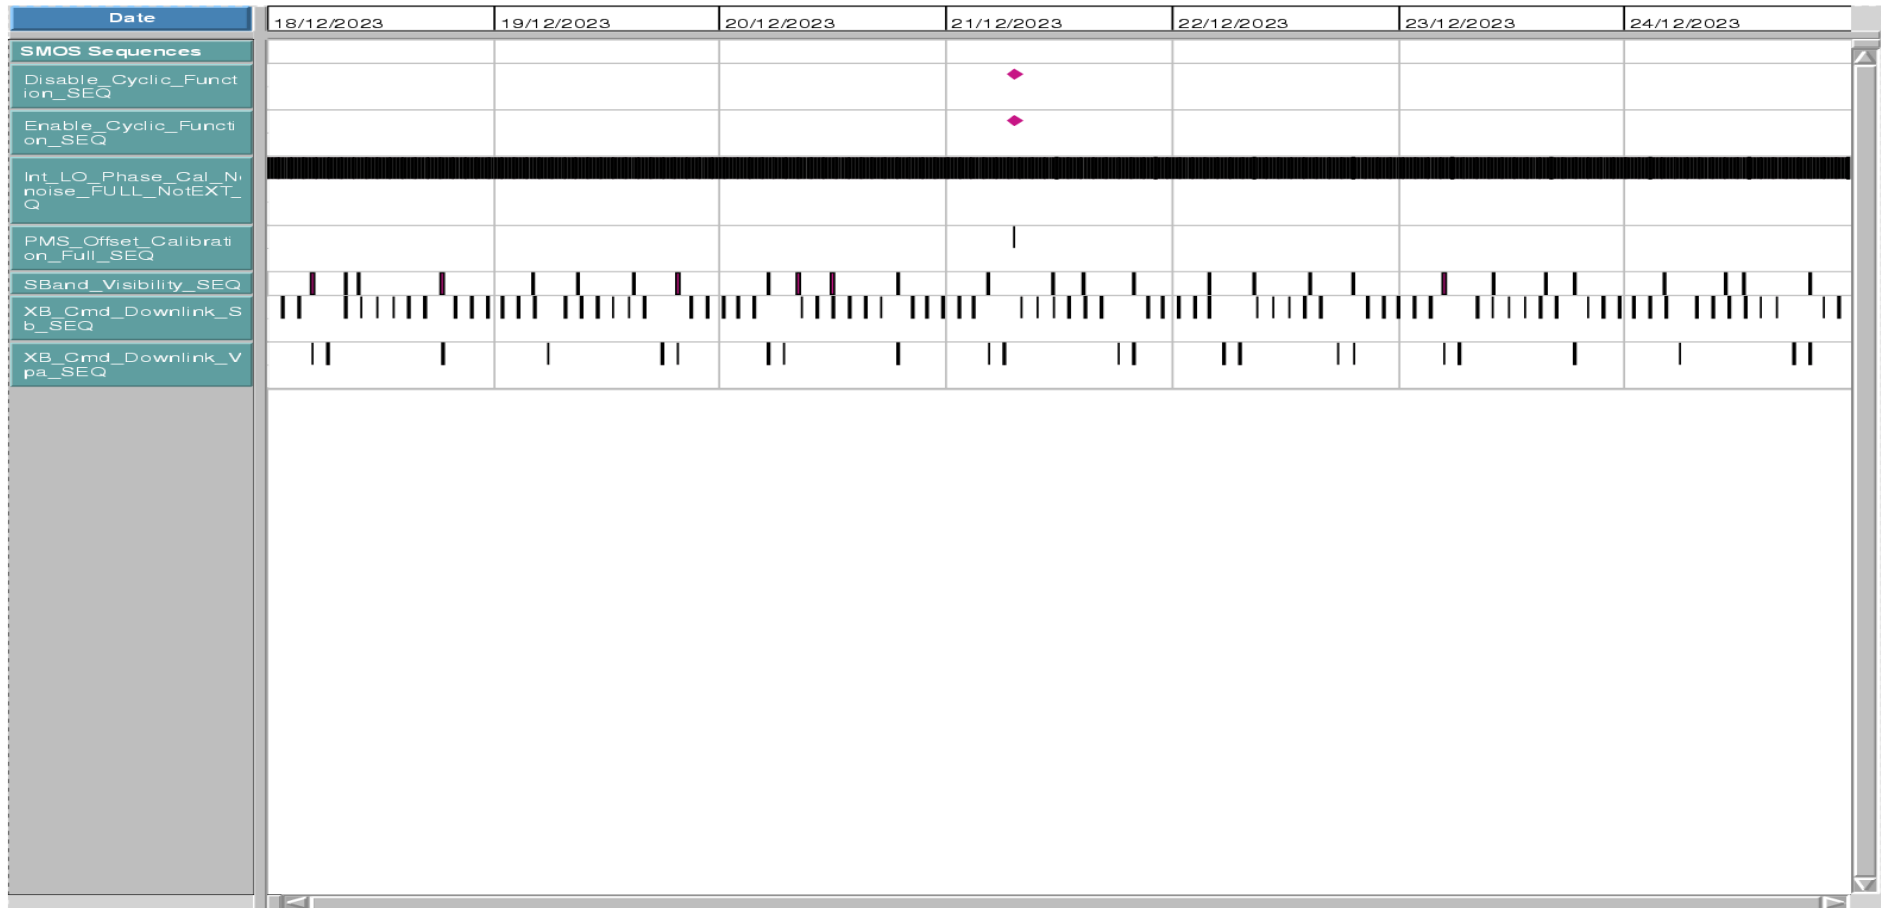 Date
18/12/2023 19/12/2023 20/12/2023 21/12/2023 22/12/2023 23/12/2023 24/12/2023
SMOS Sequences
Disable_Cyclic_Funct
ion_SEQ
Enable_Cyclic_Functi
on_SEQ
Int_LO_Phase_Cal_N
noise_FULL_NotEXT_
Q
PMS_Offset_Calibrati
on_Full_SEQ
SBand_Visibility_SEQ
XB_Cmd_Downlink_S
b_SEQ
XB_Cmd_Downlink_V
pa_SEQ